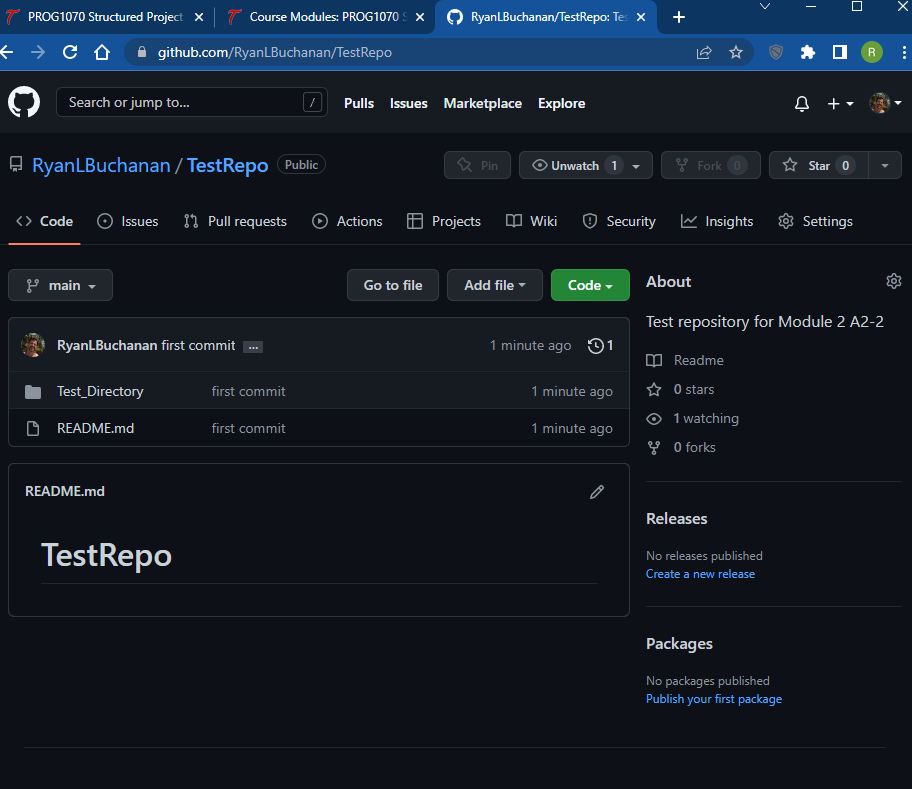 PROG1070 Structured Project
Course Modules: PROG1070 S
RyanLBuchanan/TestRepo: Tes
github.com/RyanLBuchanan/TestRepo
R
Search or jump to...
/
Pulls
Issues
Marketplace
Explore
RyanLBuchanan / TestRepo
Public
Pin
Unwatch 1
Fork 0
Star 0
Code
Issues
Pull requests
Actions
Projects
Wiki
Security
Insights
Settings
main
Go to file
Add file
Code
RyanLBuchanan first commit ...
1 minute ago
1
Test_Directory
first commit
1 minute ago
README.md
first commit
1 minute ago
README.md
TestRepo
About
Test repository for Module 2 A2-2
Readme
0 stars
1 watching
0 forks
Releases
No releases published
Create a new release
Packages
No packages published
Publish your first package